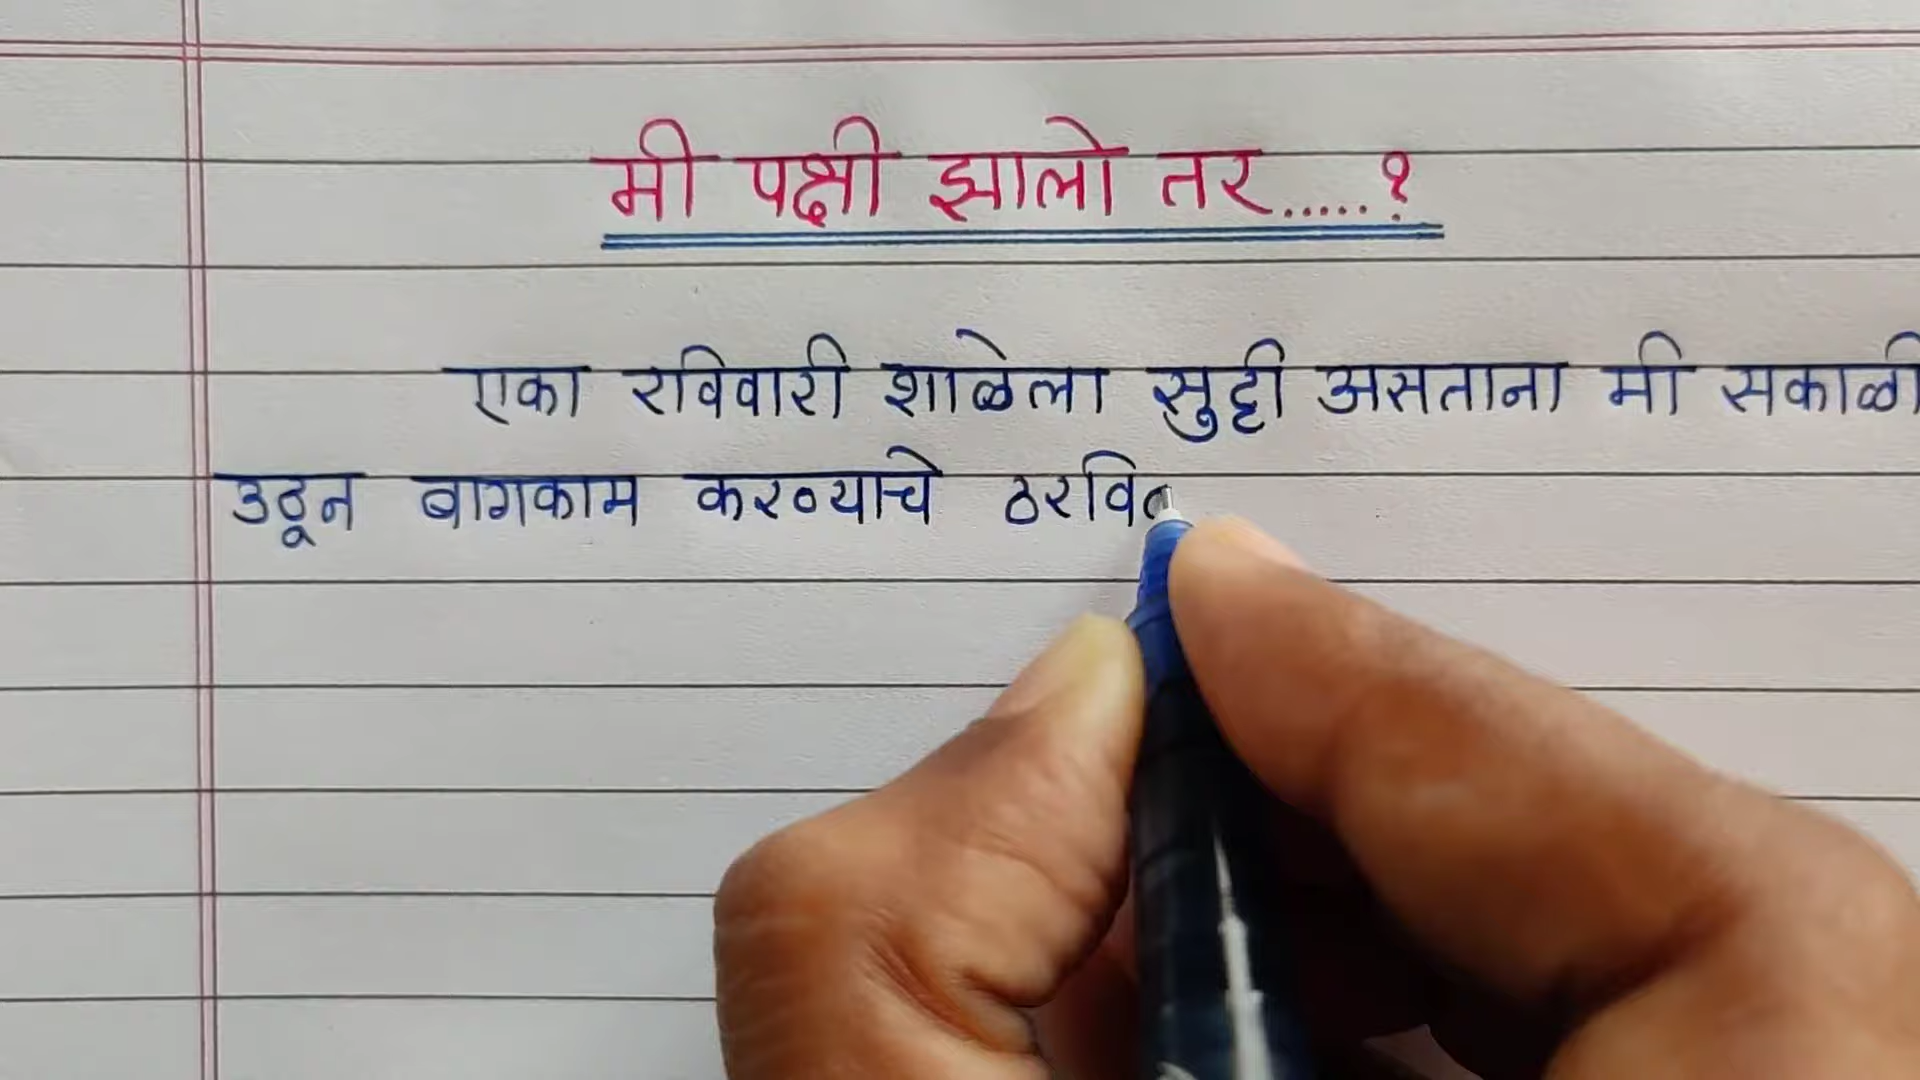 मी पक्षी झालो तर.....?
एका रविवारी शाळेला सुट्टी असताना मी सकाळी
उठून बागकाम करण्याचे